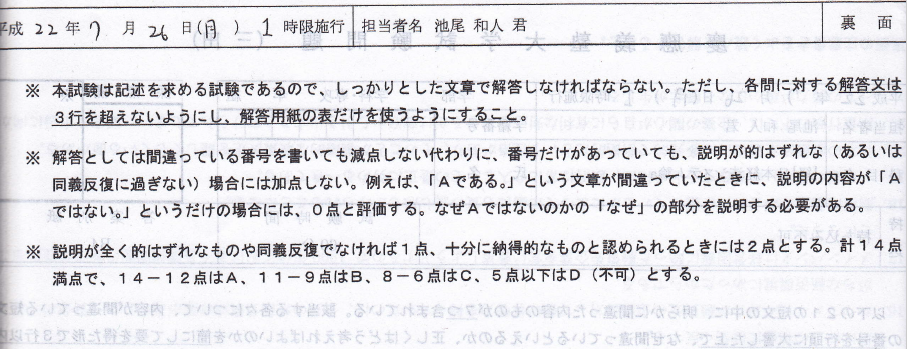 平成 22 年 7 月 26 日(月) 1 時限施行 担当者名 池尾 和人 君 裏 面
※ 本試験は記述を求める試験であるので、しっかりとした文章で解答しなければならない。ただし、各問に対する解答文は
３行を超えないようにし、解答用紙の表だけを使うようにすること。
※ 解答としては間違っている番号を書いても減点しない代わりに、番号だけがあっていても、説明が的はずれな（あるいは
同義反復に過ぎない）場合には加点しない。例えば、「Ａである。」という文章が間違っていたときに、説明の内容が「Ａ
ではない。」というだけの場合には、０点と評価する。なぜＡではないのかの「なぜ」の部分を説明する必要がある。
※ 説明が全く的はずれなものや同義反復でなければ１点、十分に納得的なものと認められるときには２点とする。計１４点
満点で、１４－１２点はＡ、１１－９点はＢ、８－６点はＣ、５点以下はＤ（不可）とする。